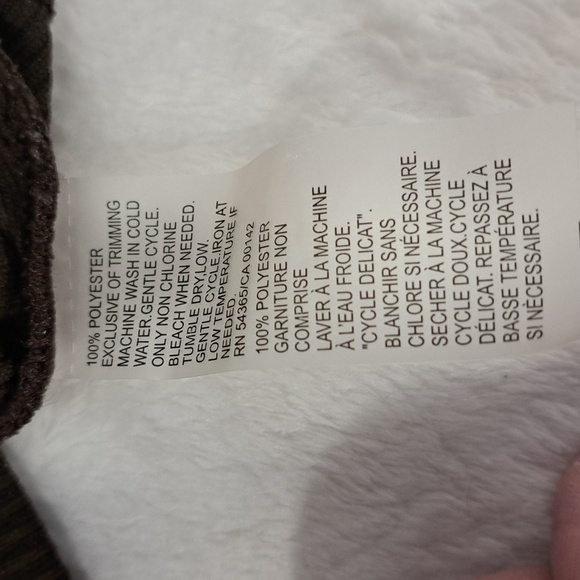 100% POLYESTER
EXCLUSIVE OF TRIMMING
MACHINE WASH IN COLD
WATER.GENTLE CYCLE.
ONLY NON CHLORINE
BLEACH WHEN NEEDED.
TUMBLE DRY,LOW.
GENTLE CYCLE.IRON AT
LOW TEMPERATURE IF
NEEDED.
RN 54365/CA 00142
100% POLYESTER
GARNITURE NON
COMPRISE
LAVER À LA MACHINE
À L'EAU FROIDE.
"CYCLE DELICAT".
BLANCHIR SANS
CHLORE SI NÉCESSAIRE.
SECHER À LA MACHINE
CYCLE DOUX.CYCLE
DÉLICAT. REPASSEZ À
BASSE TEMPÉRATURE
SI NÉCESSAIRE.